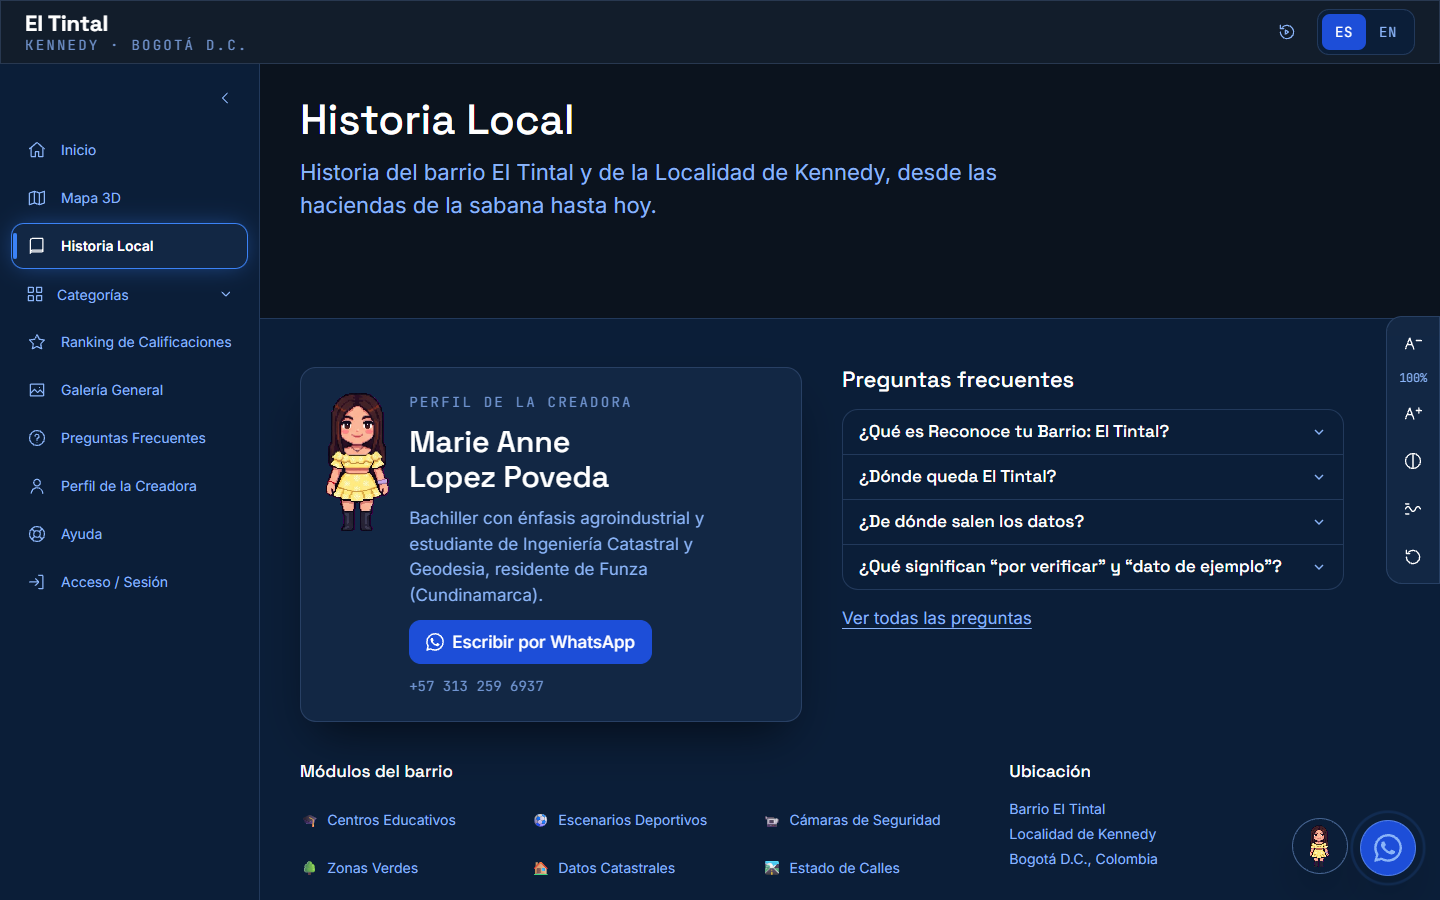 El Tintal
KENNEDY · BOGOTÁ D.C.
ES
EN
Inicio
Mapa 3D
Historia Local
Categorías
Ranking de Calificaciones
Galería General
Preguntas Frecuentes
Perfil de la Creadora
Ayuda
Acceso / Sesión
Historia Local
Historia del barrio El Tintal y de la Localidad de Kennedy, desde las
haciendas de la sabana hasta hoy.
A-
100%
A+
PERFIL DE LA CREADORA
Marie Anne
Lopez Poveda
Bachiller con énfasis agroindustrial y
estudiante de Ingeniería Catastral y
Geodesia, residente de Funza
(Cundinamarca).
Escribir por WhatsApp
+57 313 259 6937
Preguntas frecuentes
¿Qué es Reconoce tu Barrio: El Tintal?
¿Dónde queda El Tintal?
¿De dónde salen los datos?
¿Qué significan “por verificar” y “dato de ejemplo”?
Ver todas las preguntas
Módulos del barrio
Centros Educativos
Escenarios Deportivos
Cámaras de Seguridad
Zonas Verdes
Datos Catastrales
Estado de Calles
Ubicación
Barrio El Tintal
Localidad de Kennedy
Bogotá D.C., Colombia